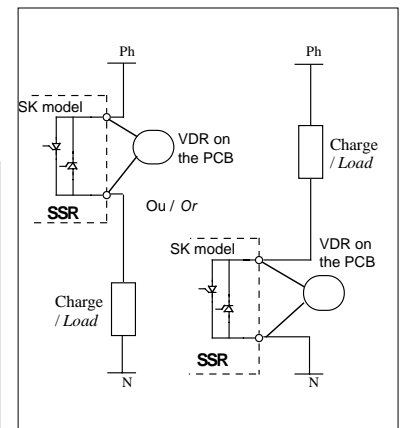 Ph
SK model
VDR on
the PCB
SSR
Ou / Or
Charge
/ Load
N
Ph
Charge
/ Load
SK model
VDR on
the PCB
SSR
N